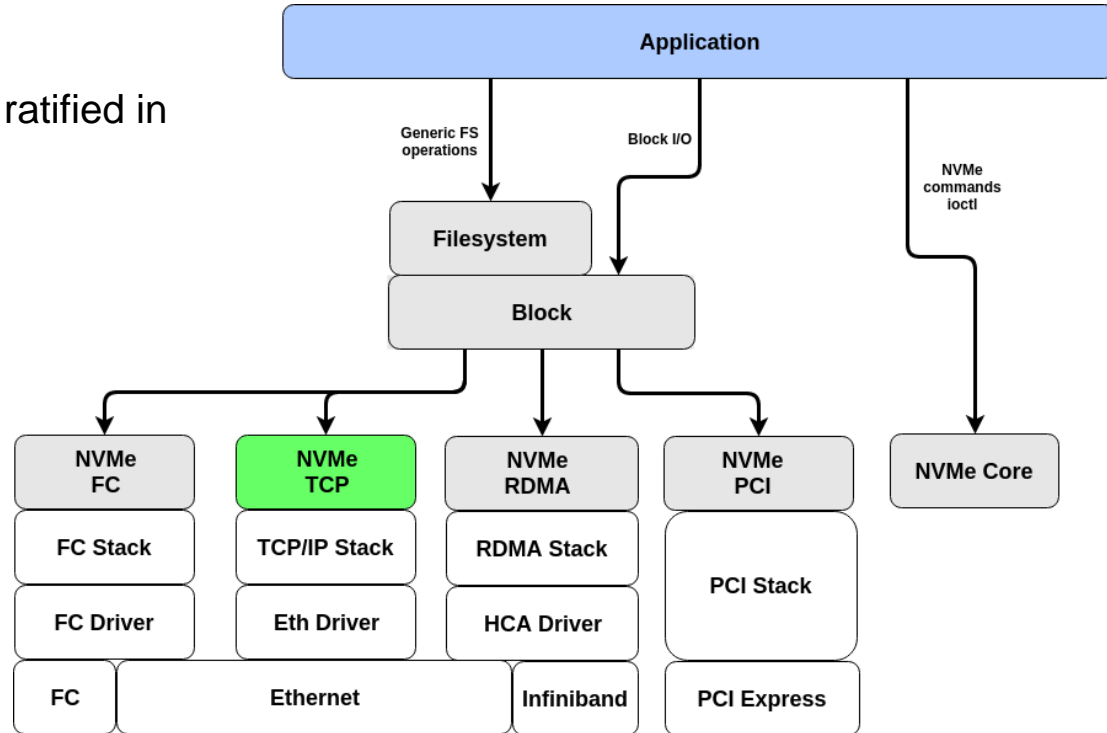 Application
ratified in
Generic FS
operations
Block I/O
NVMe
commands
ioctl
Filesystem
Block
NVMe
FC
NVMe
TCP
NVMe
RDMA
NVMe
PCI
NVMe Core
FC Stack
TCP/IP Stack
RDMA Stack
PCI Stack
FC Driver
Eth Driver
HCA Driver
FC
Ethernet
Infiniband
PCI Express